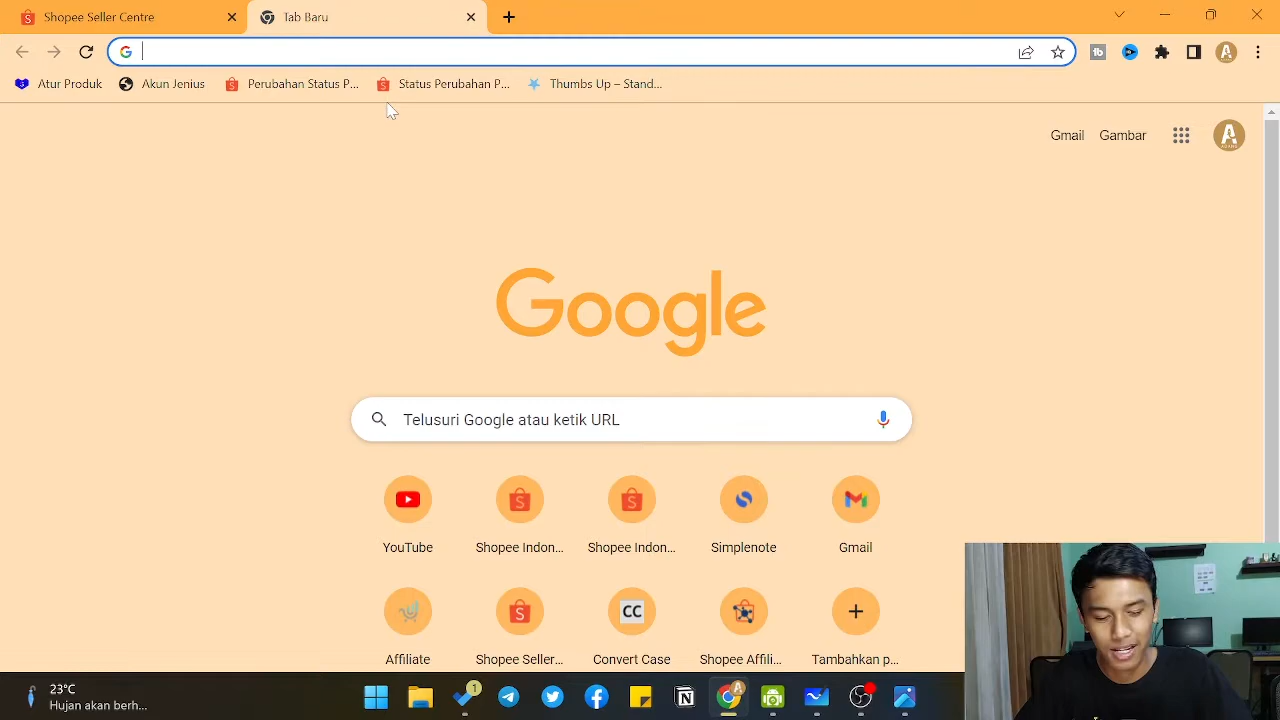 Shopee Seller Centre
Tab Baru
Atur Produk
Akun Jenius
Perubahan Status P...
Status Perubahan P...
Thumbs Up – Stand...
Gmail
Gambar
Google
Telusuri Google atau ketik URL
YouTube
Shopee Indon...
Shopee Indon...
Simplenote
Gmail
CC
Affiliate
Shopee Seller...
Convert Case
Shopee Affili...
Tambahkan p...
23°C
Hujan akan berh...
1